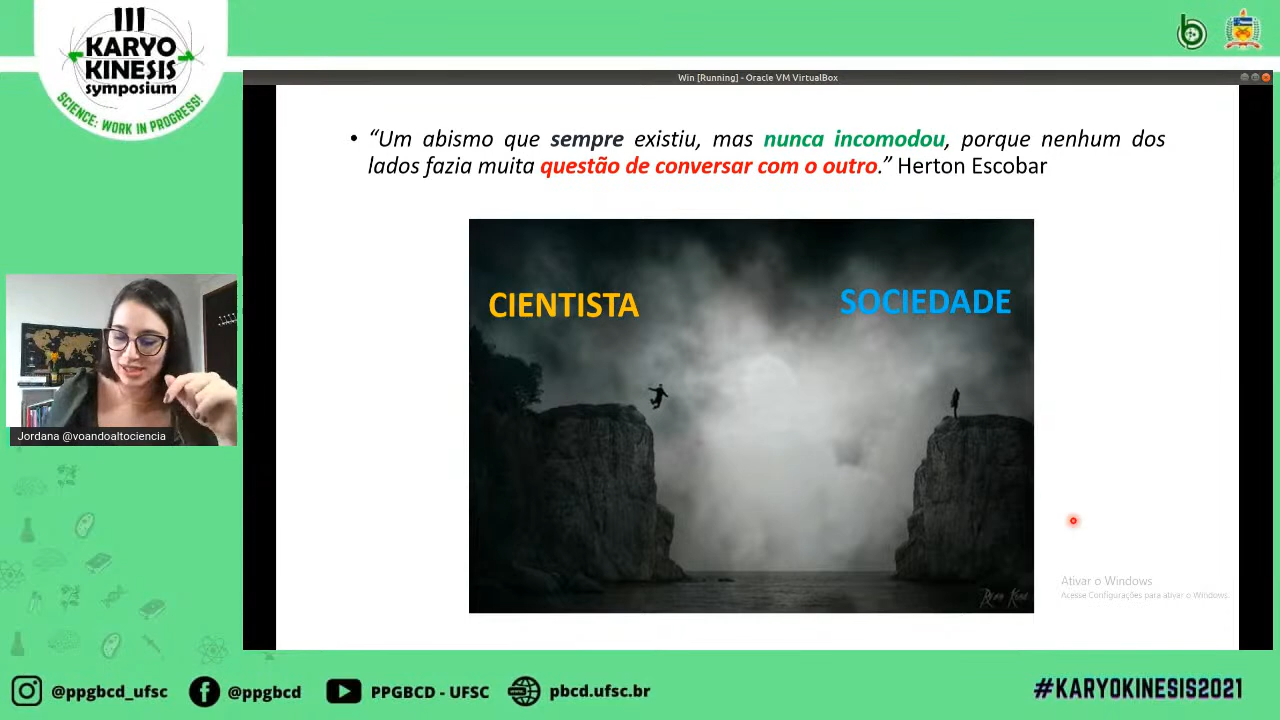 III
KARYO
KINESIS
symposium
SCIENCE: WORK IN PROGRESS!
Win [Running] - Oracle VM VirtualBox
• “Um abismo que sempre existiu, mas nunca incomodou, porque nenhum dos
lados fazia muita questão de conversar com o outro.” Herton Escobar
CIENTISTA
SOCIEDADE
Jordana @voandoaltociencia
Ativar o Windows
Acesse Configurações para ativar o Windows.
@ppgbcd_ufsc
@ppgbcd
PPGBCD - UFSC
pbcd.ufsc.br
#KARYOKINESIS2021